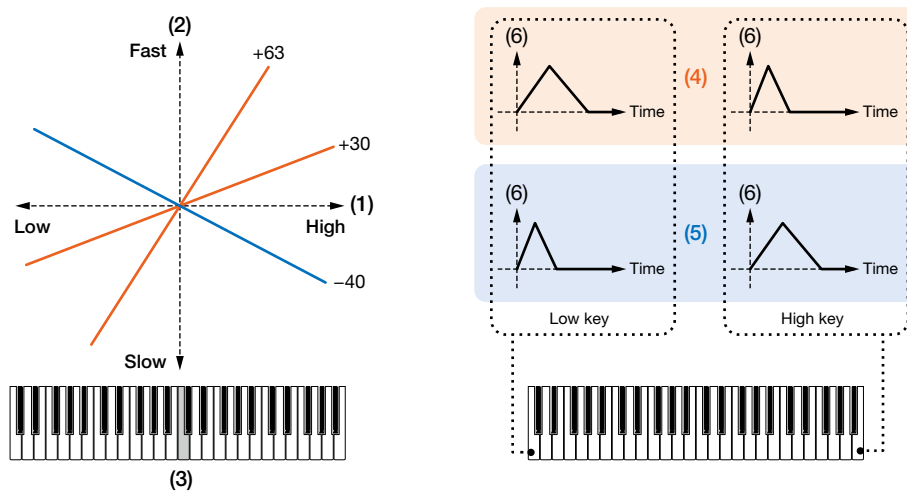 (2)
Fast
+63
+30
(1)
Low
High
−40
Slow
(3)
(6)
(6)
(4)
Time
Time
(6)
(6)
(5)
Time
Time
Low key
High key